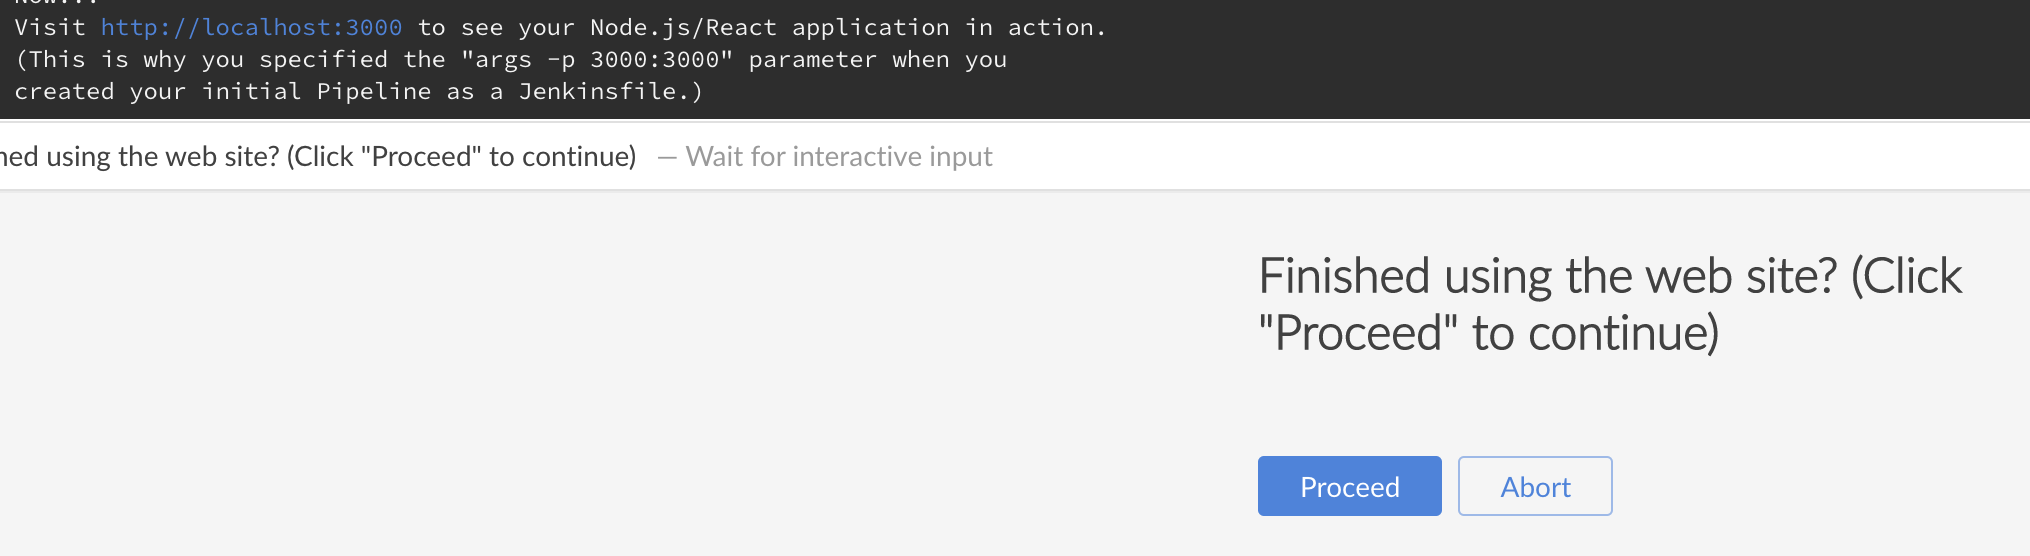 Now...
Visit http://localhost:3000 to see your Node.js/React application in action.
(This is why you specified the "args -p 3000:3000" parameter when you
created your initial Pipeline as a Jenkinsfile.)
using the web site? (Click "Proceed" to continue) — Wait for interactive input
Finished using the web site? (Click
"Proceed" to continue)
Proceed Abort